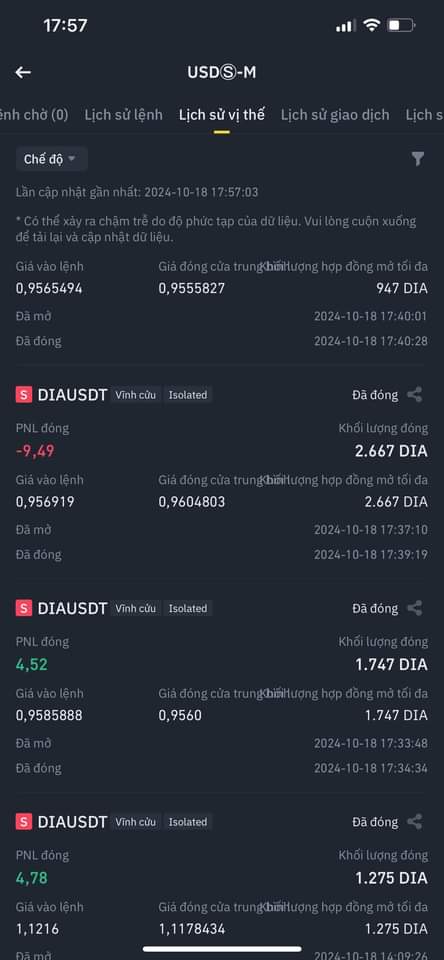 17:57
USDⓈ-M
ệnh chờ (0) Lịch sử lệnh Lịch sử vị thế Lịch sử giao dịch Lịch s
Chế độ
Lần cập nhật gần nhất: 2024-10-18 17:57:03
* Có thể xảy ra chậm trễ do độ phức tạp của dữ liệu. Vui lòng cuộn xuống
để tải lại và cập nhật dữ liệu.
Giá vào lệnh Giá đóng cửa trung bình Khối lượng hợp đồng mở tối đa
0,9565494 0,9555827 947 DIA
Đã mở 2024-10-18 17:40:01
Đã đóng 2024-10-18 17:40:28
S DIAUSDT Vĩnh cửu Isolated Đã đóng
PNL đóng Khối lượng đóng
-9,49 2.667 DIA
Giá vào lệnh Giá đóng cửa trung bình Khối lượng hợp đồng mở tối đa
0,956919 0,9604803 2.667 DIA
Đã mở 2024-10-18 17:37:10
Đã đóng 2024-10-18 17:39:19
S DIAUSDT Vĩnh cửu Isolated Đã đóng
PNL đóng Khối lượng đóng
4,52 1.747 DIA
Giá vào lệnh Giá đóng cửa trung bình Khối lượng hợp đồng mở tối đa
0,9585888 0,9560 1.747 DIA
Đã mở 2024-10-18 17:33:48
Đã đóng 2024-10-18 17:34:34
S DIAUSDT Vĩnh cửu Isolated Đã đóng
PNL đóng Khối lượng đóng
4,78 1.275 DIA
Giá vào lệnh Giá đóng cửa trung bình Khối lượng hợp đồng mở tối đa
1,1216 1,1178434 1.275 DIA
Đã mở 2024-10-18 14:09:26